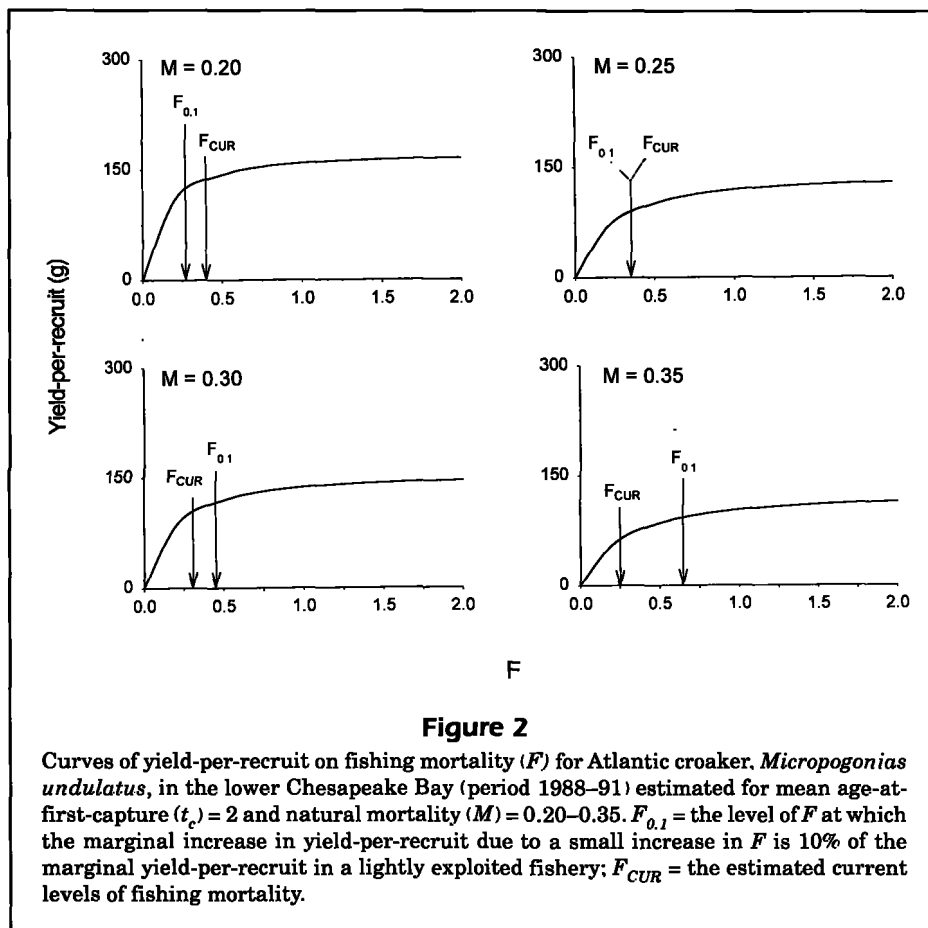 300
M = 0.20
F0.1
FCUR
150
0
0.0 0.5 1.0 1.5 2.0
300
M = 0.25
F0 1 FCUR
150
0
0.0 0.5 1.0 1.5 2.0
Yield-per-recruit (g)
300
M = 0.30
F0 1
FCUR
150
0
0.0 0.5 1.0 1.5 2.0
300
M = 0.35
F0 1
FCUR
150
0
0.0 0.5 1.0 1.5 2.0
F
Figure 2
Curves of yield-per-recruit on fishing mortality (F) for Atlantic croaker, Micropogonias
undulatus, in the lower Chesapeake Bay (period 1988–91) estimated for mean age-at-
first-capture (tc) = 2 and natural mortality (M) = 0.20–0.35. F0.1 = the level of F at which
the marginal increase in yield-per-recruit due to a small increase in F is 10% of the
marginal yield-per-recruit in a lightly exploited fishery; FCUR = the estimated current
levels of fishing mortality.